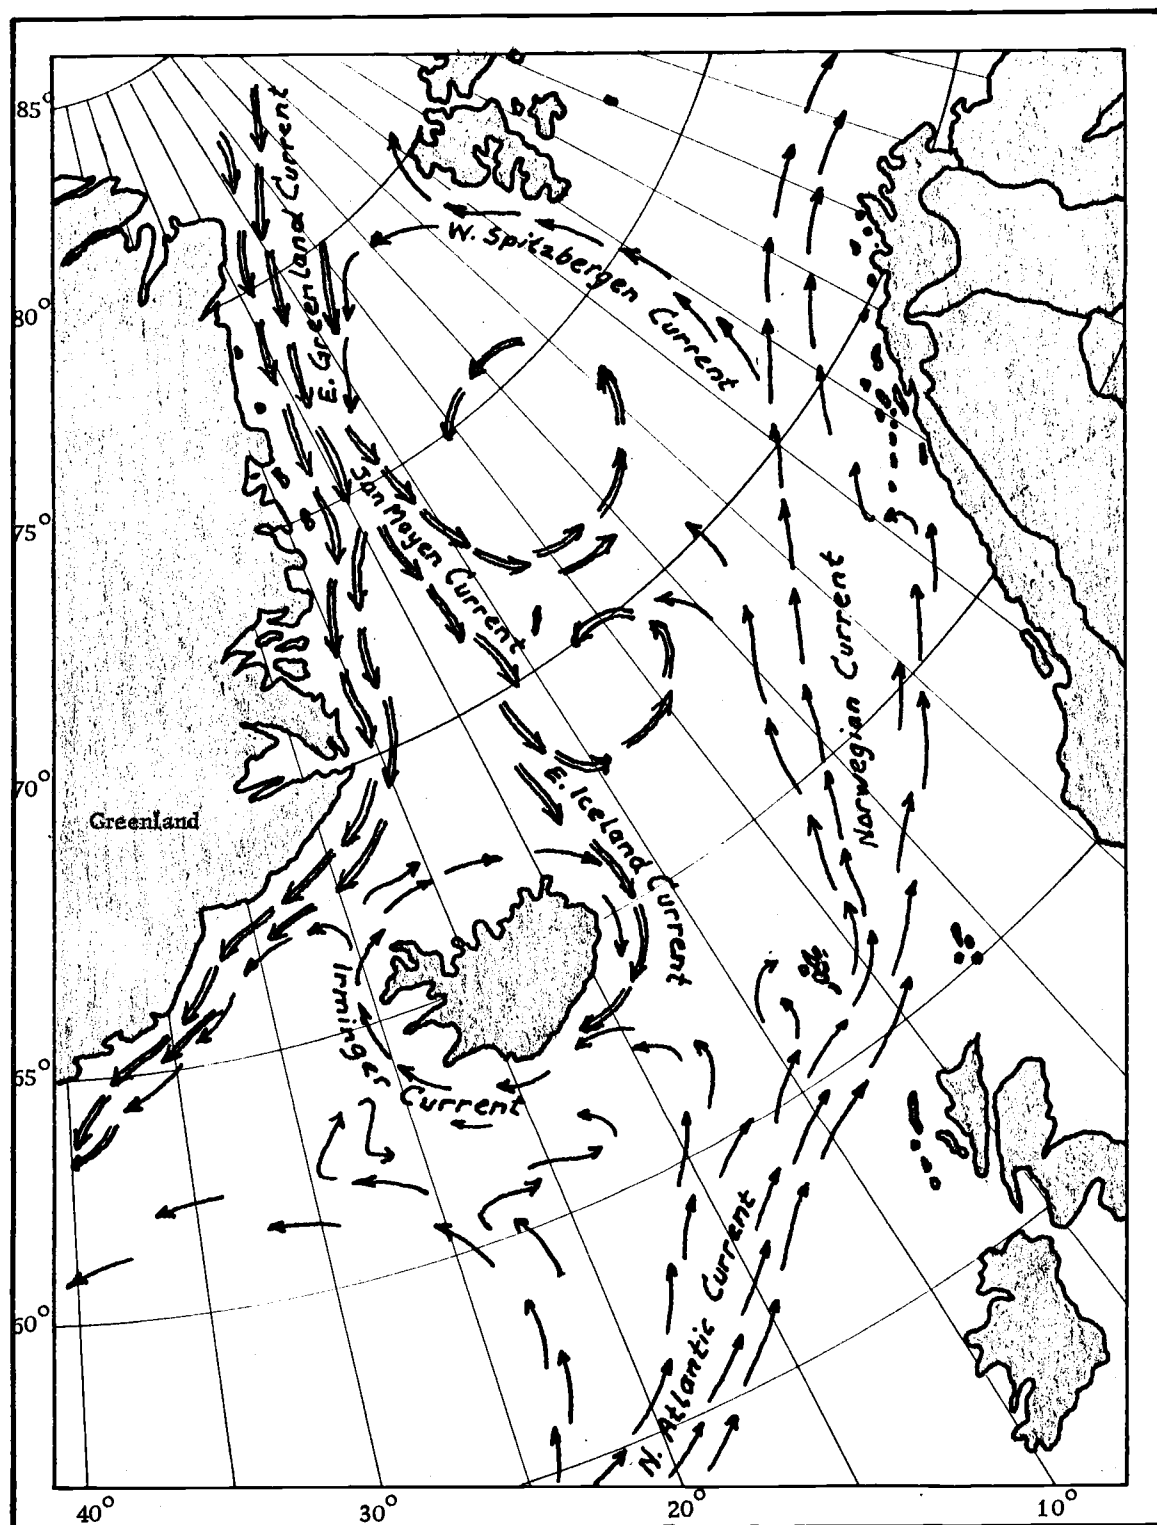 85°
80°
75°
70°
65°
60°
E. Greenland Current
W. Spitzbergen Current
Jan Mayen Current
Norwegian Current
E. Iceland Current
Greenland
Irminger Current
N. Atlantic Current
40°
30°
20°
10°